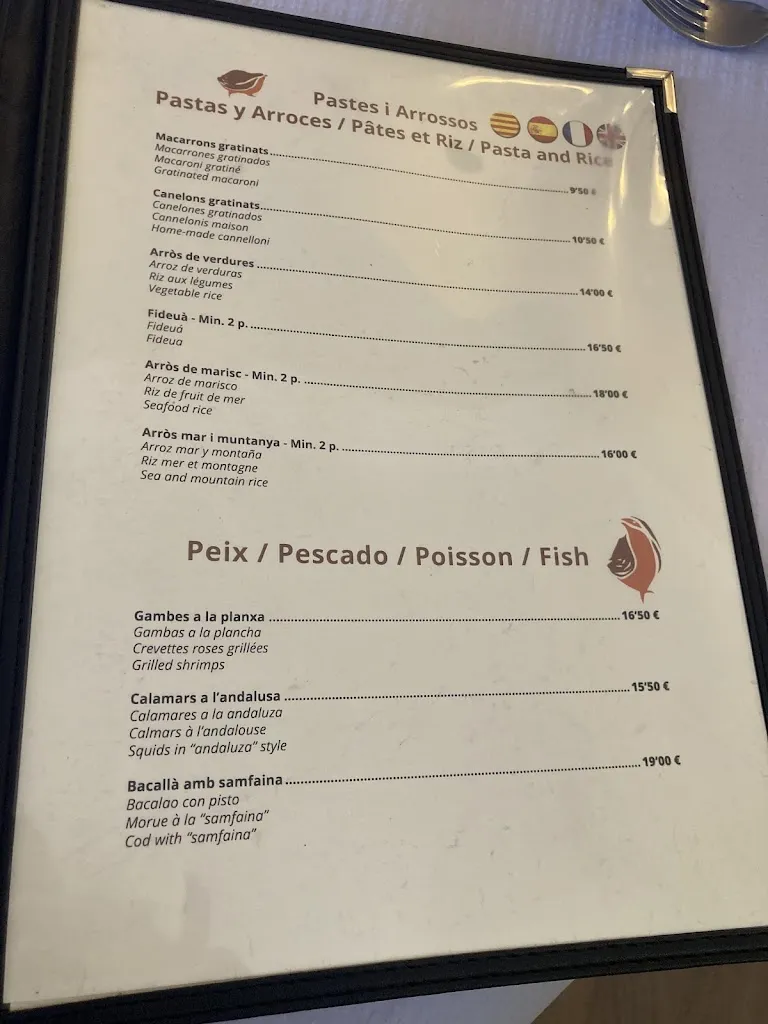 Pastes i Arrossos
Pastas y Arroces / Pâtes et Riz / Pasta and Rice
Macarrons gratinats 9'50 €
Macarrones gratinados
Macaroni gratiné
Gratinated macaroni
Canelons gratinats 10'50 €
Canelones gratinados
Cannelonis maison
Home-made cannelloni
Arròs de verdures 14'00 €
Arroz de verduras
Riz aux légumes
Vegetable rice
Fideuà - Min. 2 p. 16'50 €
Fideuá
Fideua
Arròs de marisc - Min. 2 p. 18'00 €
Arroz de marisco
Riz de fruit de mer
Seafood rice
Arròs mar i muntanya - Min. 2 p. 16'00 €
Arroz mar y montaña
Riz mer et montagne
Sea and mountain rice
Peix / Pescado / Poisson / Fish
Gambes a la planxa 16'50 €
Gambas a la plancha
Crevettes roses grillées
Grilled shrimps
Calamars a l'andalusa 15'50 €
Calamares a la andaluza
Calmars à l'andalouse
Squids in "andaluza" style
Bacallà amb samfaina 19'00 €
Bacalao con pisto
Morue à la "samfaina"
Cod with "samfaina"